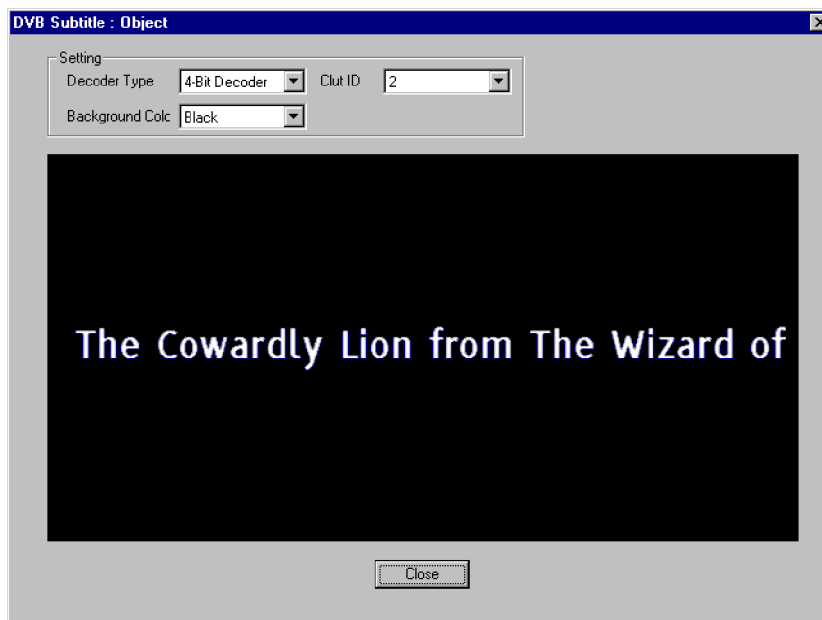 DVB Subtitle : Object
Setting
Decoder Type 4-Bit Decoder Clut ID 2
Background Colc Black
The Cowardly Lion from The Wizard of
Close